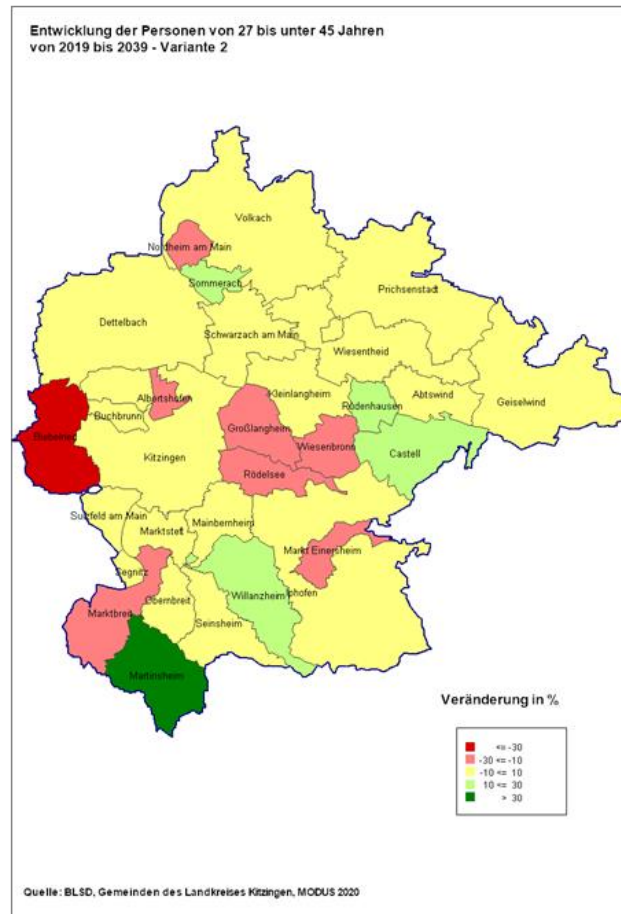 Entwicklung der Personen von 27 bis unter 45 Jahren
von 2019 bis 2039 - Variante 2
Volkach
Nordheim am Main
Sommerach
Prichsenstadt
Dettelbach
Schwarzach am Main
Wiesentheid
Kleinlangheim
Abtswind
Geiselwind
Albertshofen
Rüdenhausen
Buchbrunn
Großlangheim
Biebelried
Wiesenbronn
Castell
Kitzingen
Rödelsee
Sulzfeld am Main
Mainbernheim
Marktsteft
Markt Einersheim
Segnitz
Willanzheim
Iphofen
Obernbreit
Marktbreit
Seinsheim
Martinsheim
Veränderung in %
<= -30
-30 <= -10
-10 <= 10
10 <= 30
> 30
Quelle: BLSD, Gemeinden des Landkreises Kitzingen, MODUS 2020